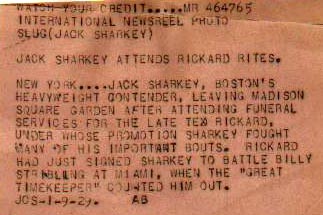 WATCH YOUR CREDIT.....MR 464765
INTERNATIONAL NEWSREEL PHOTO
SLUG(JACK SHARKEY)
JACK SHARKEY ATTENDS RICKARD RITES.
NEW YORK....JACK SHARKEY, BOSTON'S
HEAVYWEIGHT CONTENDER, LEAVING MADISON
SQUARE GARDEN AFTER ATTENDING FUNERAL
SERVICES FOR THE LATE TEX RICKARD,
UNDER WHOSE PROMOTION SHARKEY FOUGHT
MANY OF HIS IMPORTANT BOUTS. RICKARD
HAD JUST SIGNED SHARKEY TO BATTLE BILLY
STRIBLING AT MIAMI, WHEN THE "GREAT
TIMEKEEPER" COUNTED HIM OUT.
JCS-1-9-29. AB